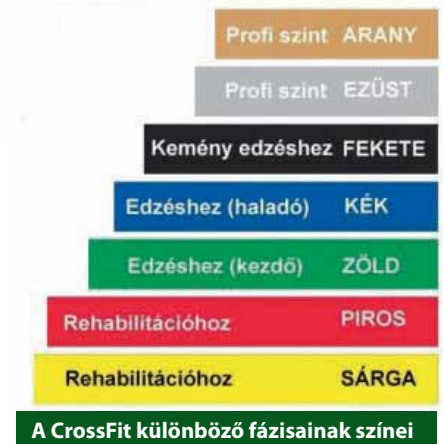 Profi szint ARANY
Profi szint EZÜST
Kemény edzéshez FEKETE
Edzéshez (haladó) KÉK
Edzéshez (kezdő) ZÖLD
Rehabilitációhoz PIROS
Rehabilitációhoz SÁRGA
A CrossFit különböző fázisainak színei